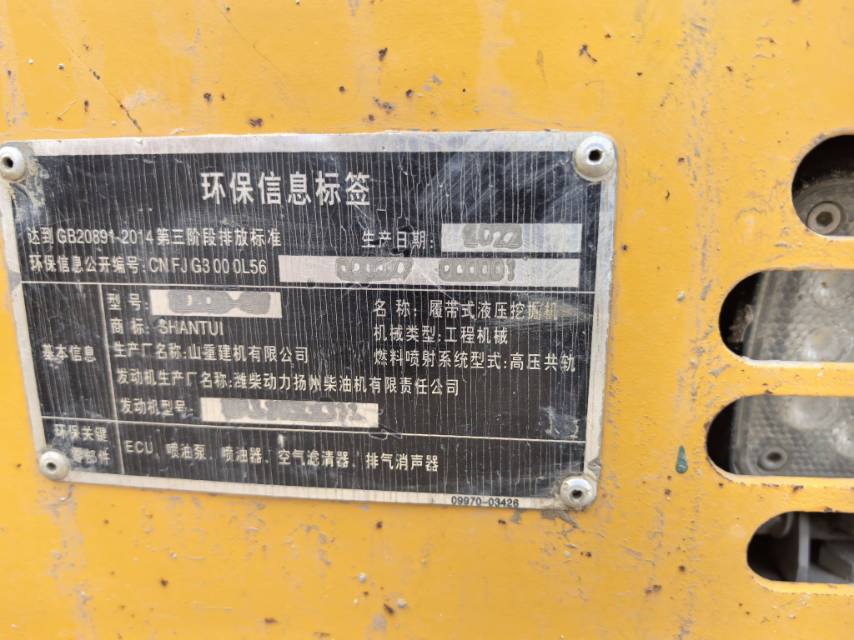 环保信息标签
达到GB20891-2014第三阶段排放标准 生产日期:
环保信息公开编号:CN FJ G3 00 0L56
基本信息
型号: 名称:履带式液压挖掘机
商标:SHANTUI 机械类型:工程机械
生产厂名称:山重建机有限公司 燃料喷射系统型式:高压共轨
发动机生产厂名称:潍柴动力扬州柴油机有限责任公司
发动机型号:
环保关键
零部件
ECU、喷油泵、喷油器、空气滤清器、排气消声器
09970-03426